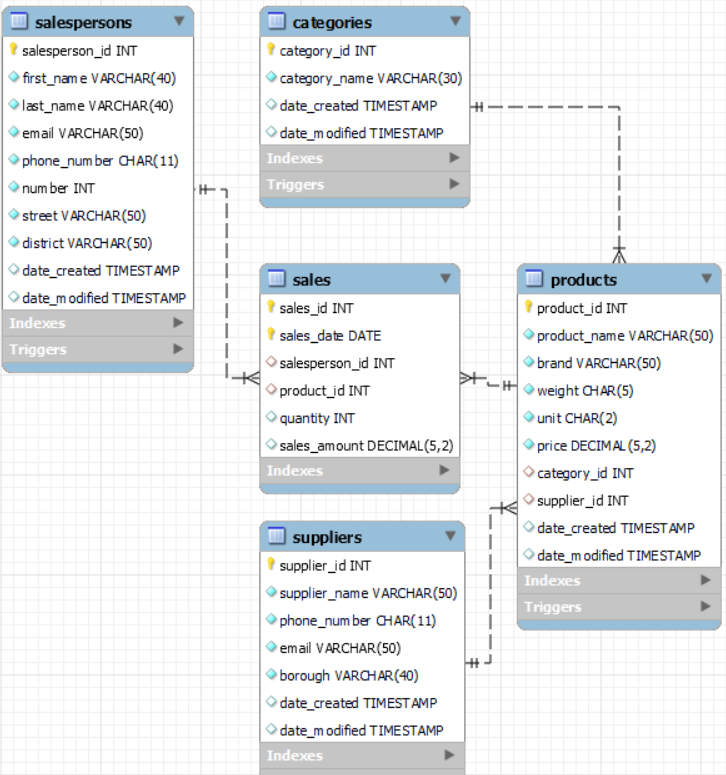 salespersons
salesperson_id INT
first_name VARCHAR(40)
last_name VARCHAR(40)
email VARCHAR(50)
phone_number CHAR(11)
number INT
street VARCHAR(50)
district VARCHAR(50)
date_created TIMESTAMP
date_modified TIMESTAMP
Indexes
Triggers
categories
category_id INT
category_name VARCHAR(30)
date_created TIMESTAMP
date_modified TIMESTAMP
Indexes
Triggers
sales
sales_id INT
sales_date DATE
salesperson_id INT
product_id INT
quantity INT
sales_amount DECIMAL(5,2)
Indexes
products
product_id INT
product_name VARCHAR(50)
brand VARCHAR(50)
weight CHAR(5)
unit CHAR(2)
price DECIMAL(5,2)
category_id INT
supplier_id INT
date_created TIMESTAMP
date_modified TIMESTAMP
Indexes
Triggers
suppliers
supplier_id INT
supplier_name VARCHAR(50)
phone_number CHAR(11)
email VARCHAR(50)
borough VARCHAR(40)
date_created TIMESTAMP
date_modified TIMESTAMP
Indexes